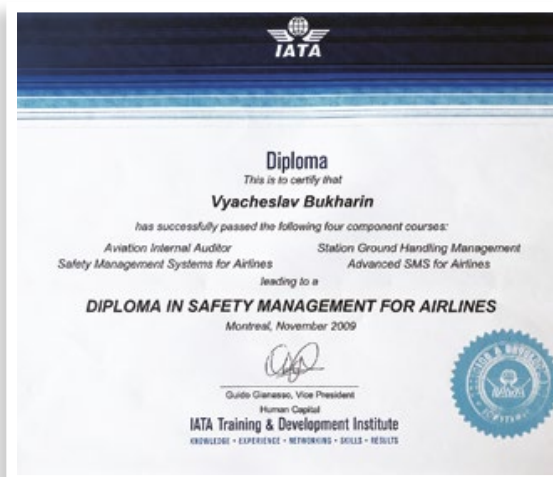 IATA
Diploma
This is to certify that
Vyacheslav Bukharin
has successfully passed the following four component courses:
Aviation Internal Auditor Station Ground Handling Management
Safety Management Systems for Airlines Advanced SMS for Airlines
leading to a
DIPLOMA IN SAFETY MANAGEMENT FOR AIRLINES
Montreal, November 2009
Guido Gianasso, Vice President
Human Capital
IATA Training & Development Institute
KNOWLEDGE • EXPERIENCE • NETWORKING • SKILLS • RESULTS